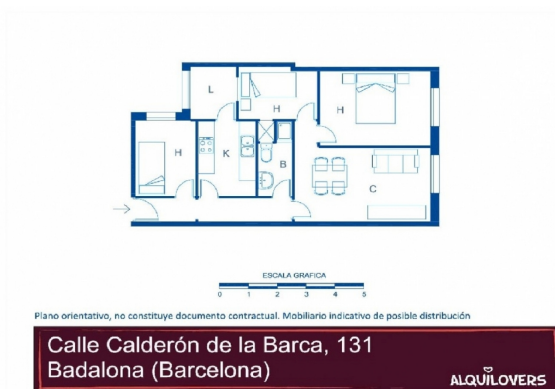 L
H
H
H
K
B
C
ESCALA GRAFICA
0 1 2 3 4 5
Plano orientativo, no constituye documento contractual. Mobiliario indicativo de posible distribución
Calle Calderón de la Barca, 131
Badalona (Barcelona)
ALQUILOVERS